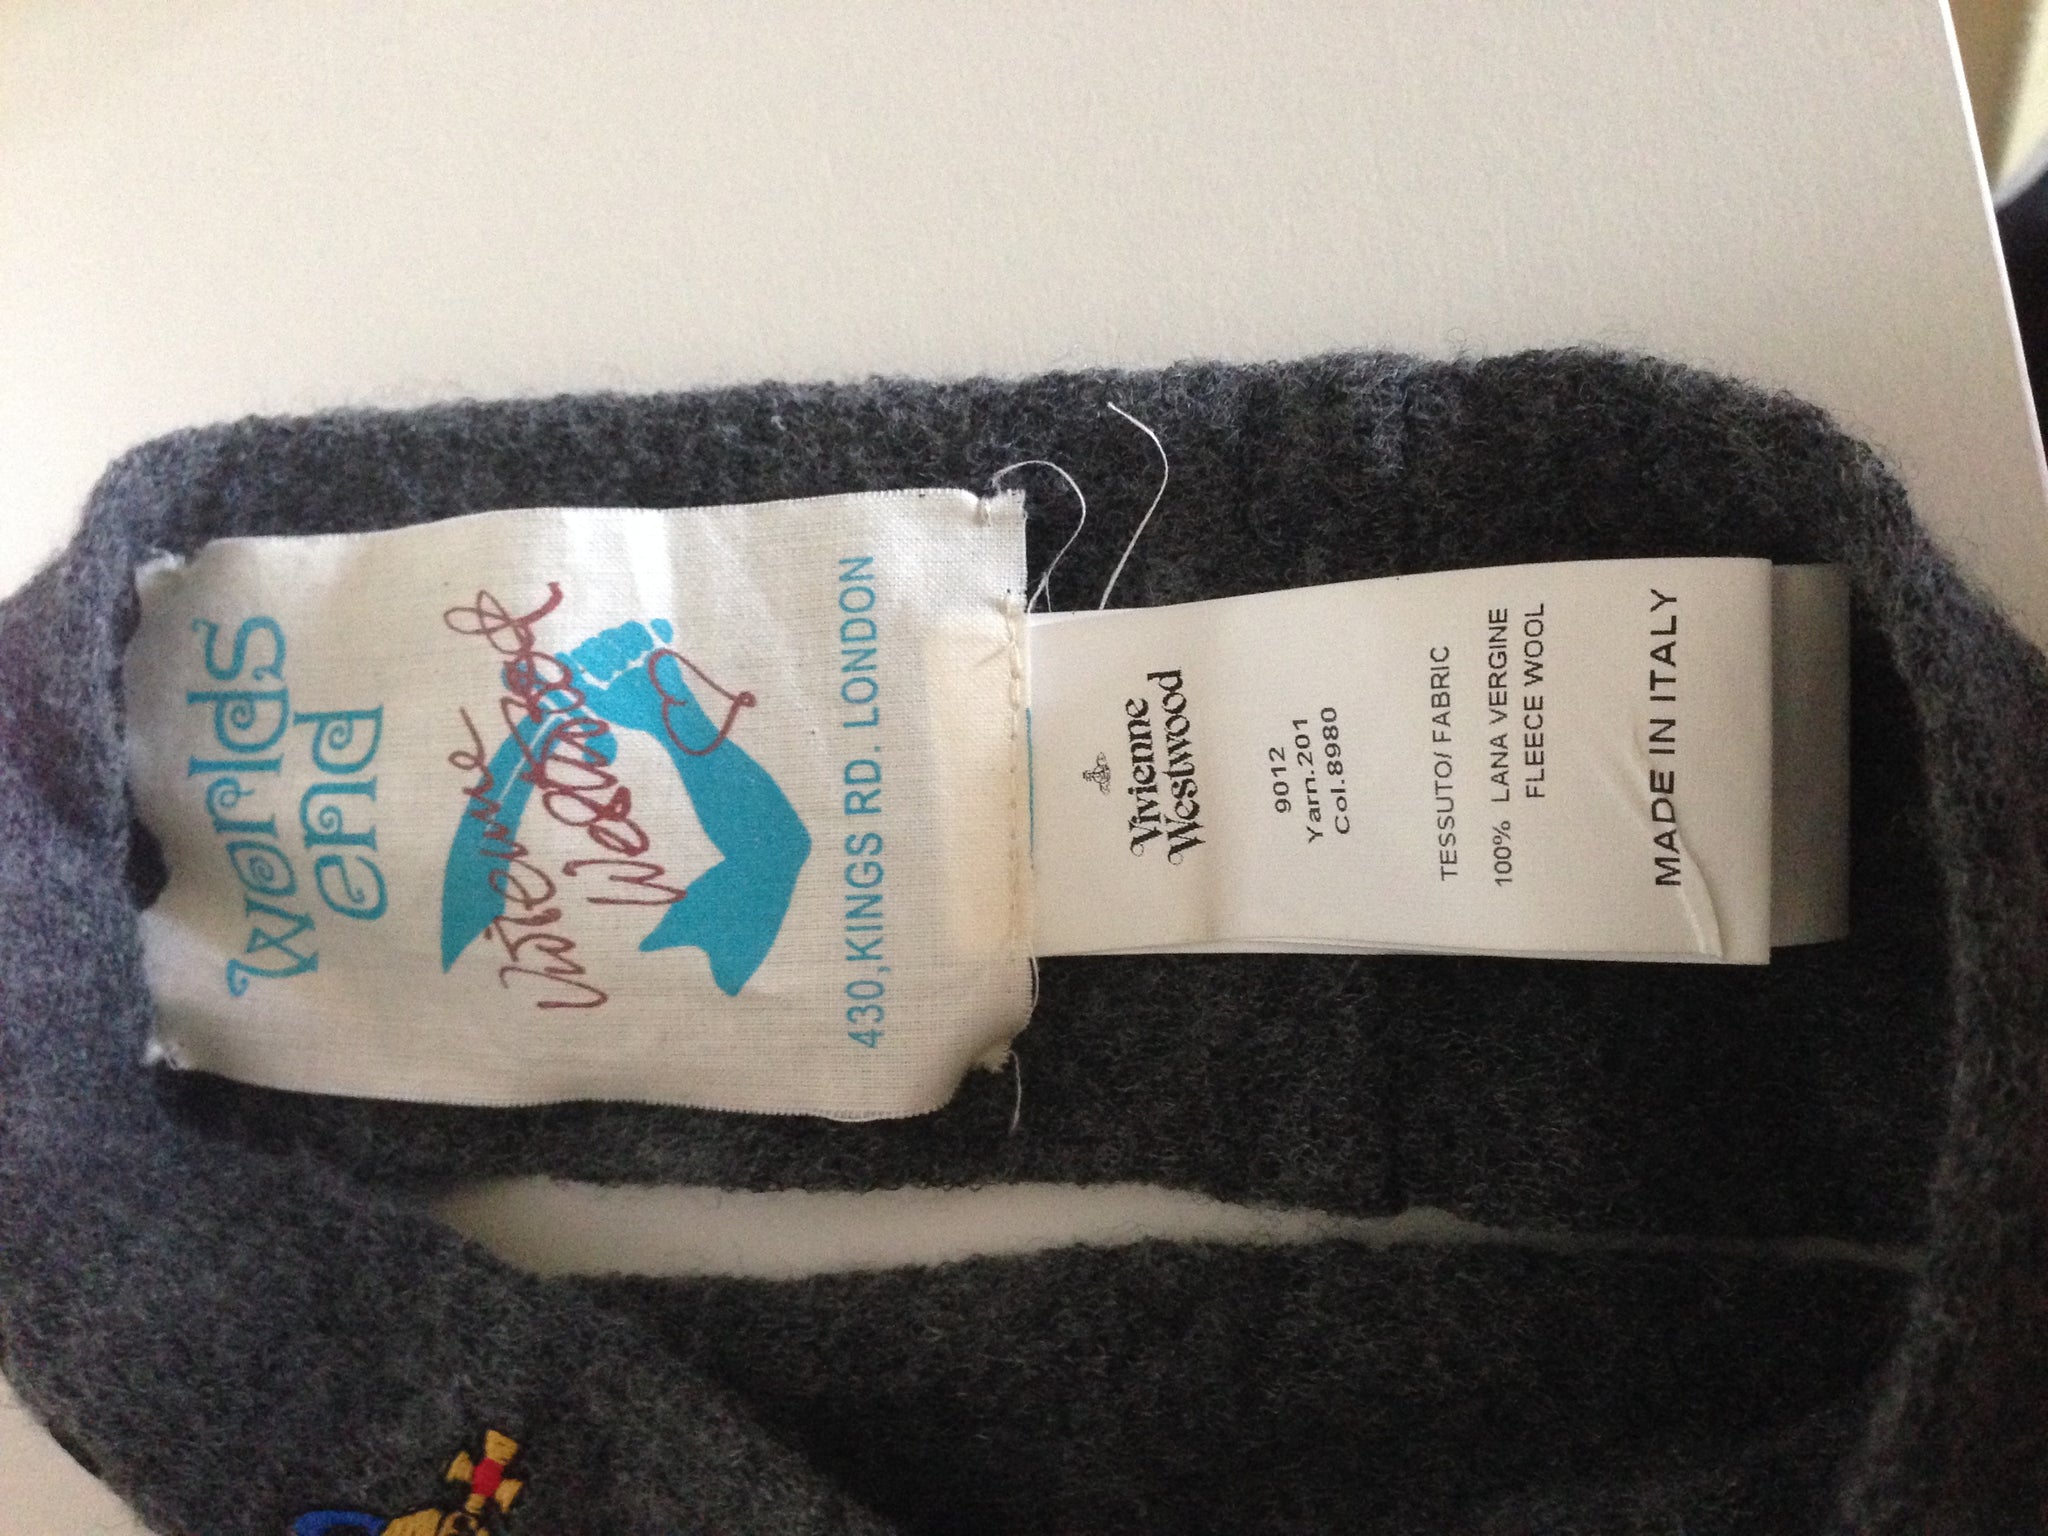 worlds
end
Vivienne
Westwood
430,KINGS RD. LONDON
Vivienne
Westwood
9012
Yarn.201
Col.8980
TESSUTO/ FABRIC
100% LANA VERGINE
FLEECE WOOL
MADE IN ITALY